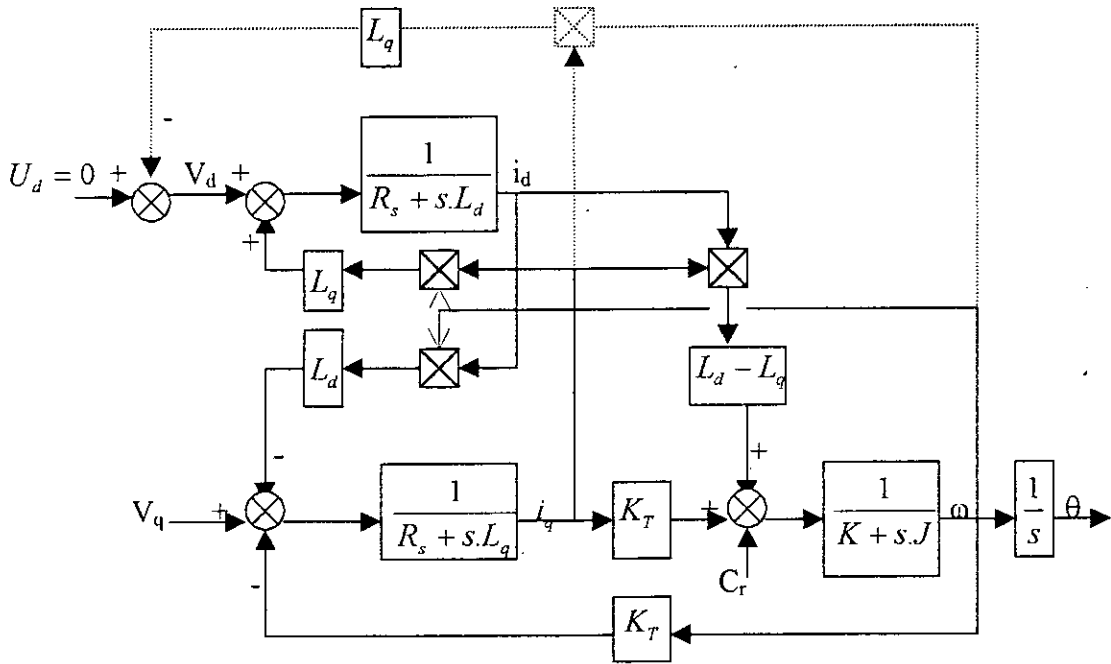 L_q
-
U_d = 0 + V_d +
1
R_s + s.L_d
i_d
+
L_q
L_d
L_d - L_q
-
+
V_q +
1
R_s + s.L_q
i_q
K_T
+
1
K + s.J
ω
1
s
θ
-
C_r
K_T